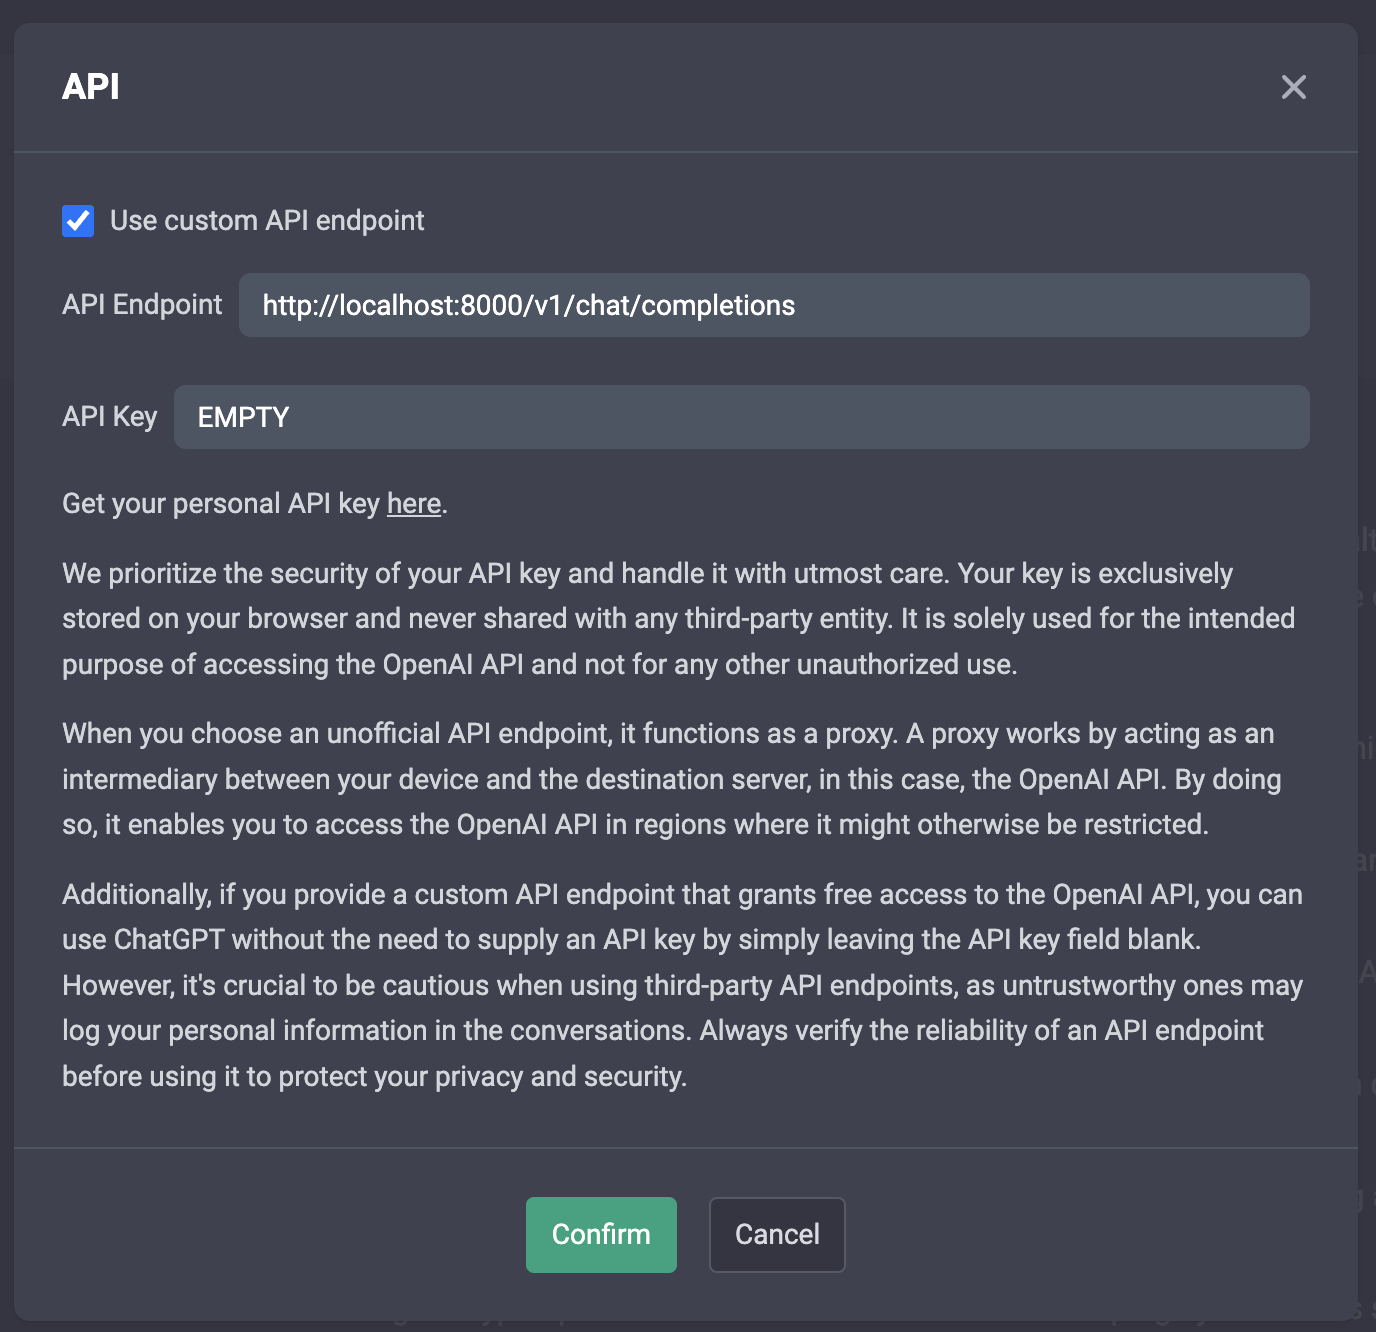 API
Use custom API endpoint
API Endpoint http://localhost:8000/v1/chat/completions
API Key EMPTY
Get your personal API key here.
We prioritize the security of your API key and handle it with utmost care. Your key is exclusively
stored on your browser and never shared with any third-party entity. It is solely used for the intended
purpose of accessing the OpenAI API and not for any other unauthorized use.
When you choose an unofficial API endpoint, it functions as a proxy. A proxy works by acting as an
intermediary between your device and the destination server, in this case, the OpenAI API. By doing
so, it enables you to access the OpenAI API in regions where it might otherwise be restricted.
Additionally, if you provide a custom API endpoint that grants free access to the OpenAI API, you can
use ChatGPT without the need to supply an API key by simply leaving the API key field blank.
However, it's crucial to be cautious when using third-party API endpoints, as untrustworthy ones may
log your personal information in the conversations. Always verify the reliability of an API endpoint
before using it to protect your privacy and security.
Confirm Cancel